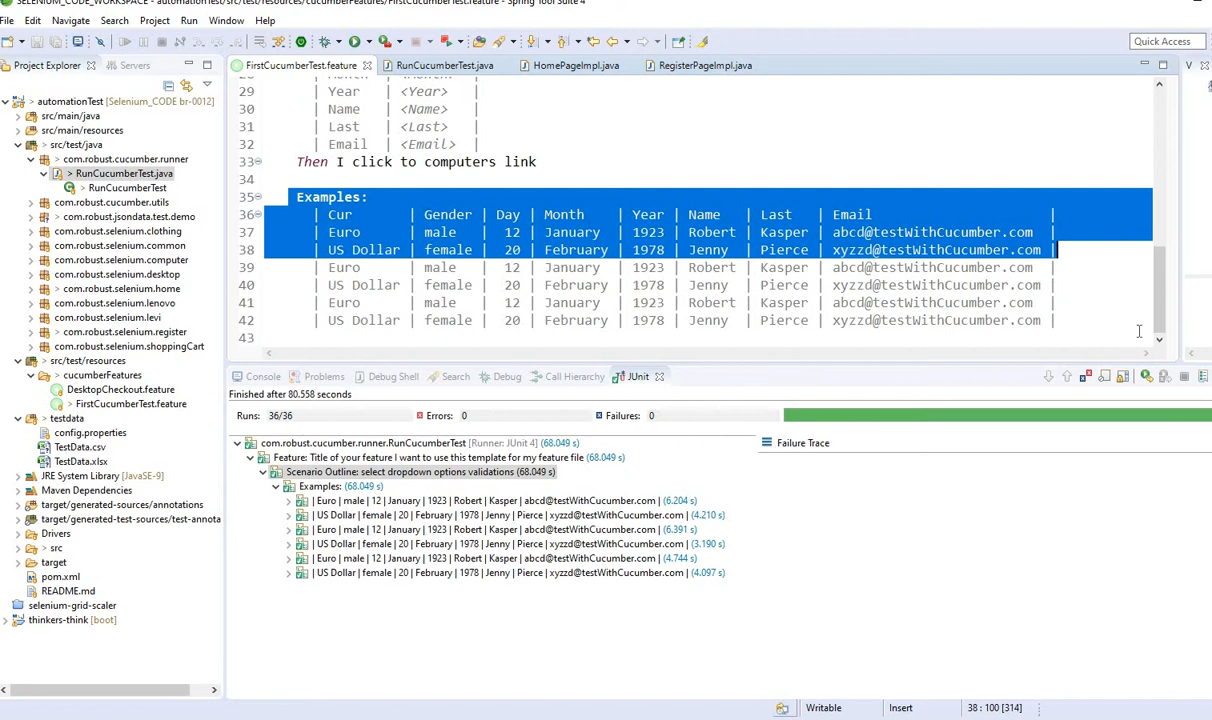 SELENIUM_CODE_WORKSPACE - automationTest/src/test/resources/cucumberFeatures/FirstCucumberTest.feature - Spring Tool Suite 4
File Edit Navigate Search Project Run Window Help
Quick Access
Project Explorer Servers
automationTest [Selenium_CODE br-0012]
src/main/java
src/main/resources
src/test/java
com.robust.cucumber.runner
> RunCucumberTest.java
RunCucumberTest
com.robust.cucumber.utils
com.robust.jsondata.test.demo
com.robust.selenium.clothing
com.robust.selenium.common
com.robust.selenium.computer
com.robust.selenium.desktop
com.robust.selenium.home
com.robust.selenium.lenovo
com.robust.selenium.levi
> com.robust.selenium.register
com.robust.selenium.shoppingCart
> src/test/resources
> cucumberFeatures
DesktopCheckout.feature
> FirstCucumberTest.feature
testdata
config.properties
TestData.csv
TestData.xlsx
JRE System Library [JavaSE-9]
Maven Dependencies
target/generated-sources/annotations
target/generated-test-sources/test-annota
Drivers
> src
target
pom.xml
README.md
selenium-grid-scaler
thinkers-think [boot]
FirstCucumberTest.feature RunCucumberTest.java HomePageImpl.java RegisterPageImpl.java
29 | Year | <Year> |
30 | Name | <Name> |
31 | Last | <Last> |
32 | Email | <Email> |
33 Then I click to computers link
34
35 Examples:
36 | Cur | Gender | Day | Month | Year | Name | Last | Email |
37 | Euro | male | 12 | January | 1923 | Robert | Kasper | abcd@testWithCucumber.com |
38 | US Dollar | female | 20 | February | 1978 | Jenny | Pierce | xyzzd@testWithCucumber.com |
39 | Euro | male | 12 | January | 1923 | Robert | Kasper | abcd@testWithCucumber.com |
40 | US Dollar | female | 20 | February | 1978 | Jenny | Pierce | xyzzd@testWithCucumber.com |
41 | Euro | male | 12 | January | 1923 | Robert | Kasper | abcd@testWithCucumber.com |
42 | US Dollar | female | 20 | February | 1978 | Jenny | Pierce | xyzzd@testWithCucumber.com |
43
Console Problems Debug Shell Search Debug Call Hierarchy JUnit
Finished after 80.558 seconds
Runs: 36/36 Errors: 0 Failures: 0
com.robust.cucumber.runner.RunCucumberTest [Runner: JUnit 4] (68.049 s)
Feature: Title of your feature I want to use this template for my feature file (68.049 s)
Scenario Outline: select dropdown options validations (68.049 s)
Examples: (68.049 s)
| Euro | male | 12 | January | 1923 | Robert | Kasper | abcd@testWithCucumber.com | (6.204 s)
| US Dollar | female | 20 | February | 1978 | Jenny | Pierce | xyzzd@testWithCucumber.com | (4.210 s)
| Euro | male | 12 | January | 1923 | Robert | Kasper | abcd@testWithCucumber.com | (6.391 s)
| US Dollar | female | 20 | February | 1978 | Jenny | Pierce | xyzzd@testWithCucumber.com | (3.190 s)
| Euro | male | 12 | January | 1923 | Robert | Kasper | abcd@testWithCucumber.com | (4.744 s)
| US Dollar | female | 20 | February | 1978 | Jenny | Pierce | xyzzd@testWithCucumber.com | (4.097 s)
Failure Trace
Writable Insert 38 : 100 [314]